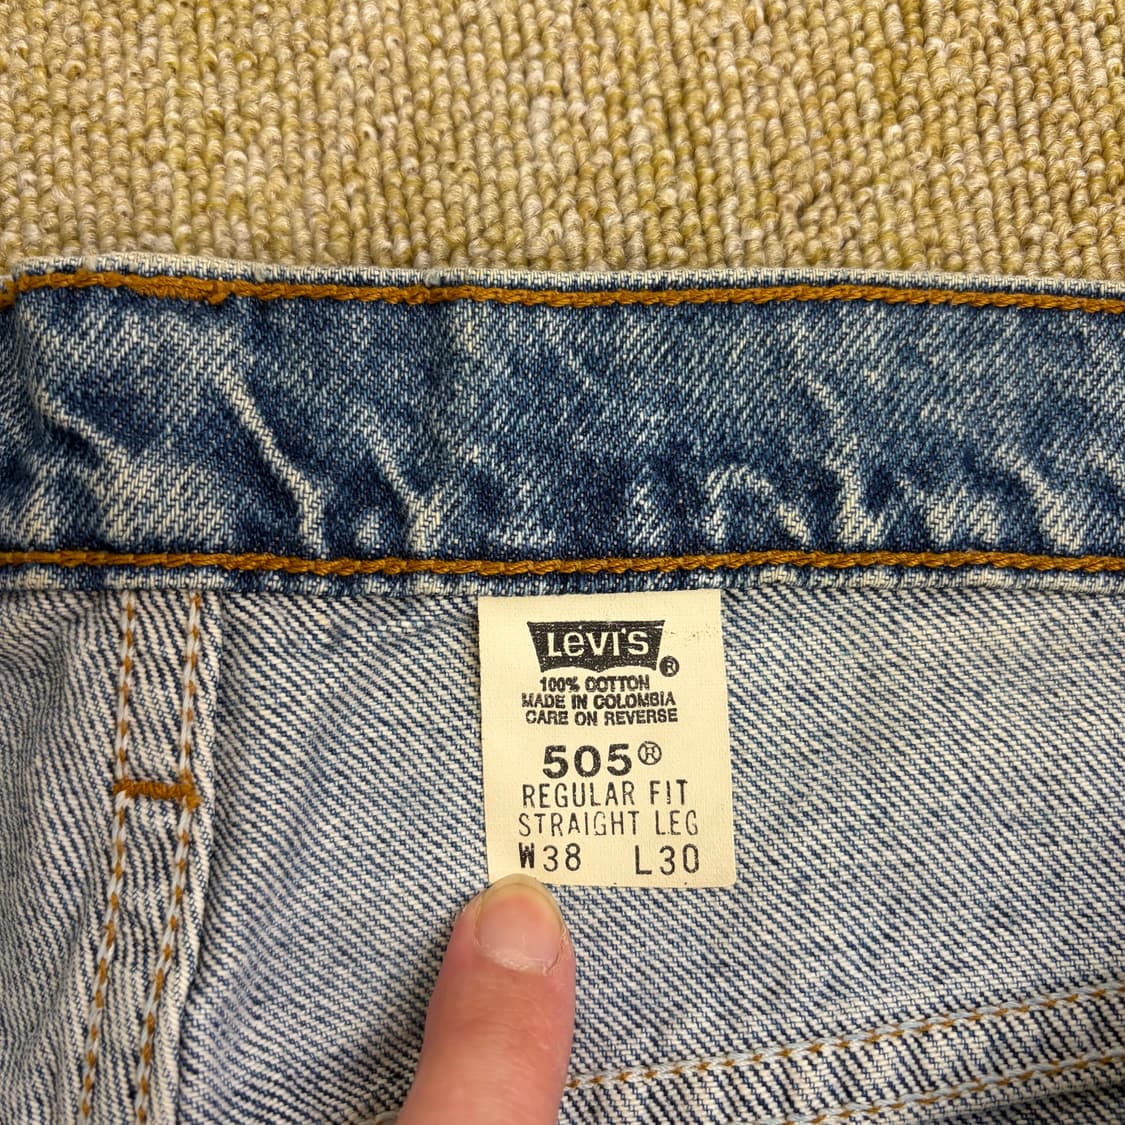 LEVI'S ®
100% COTTON
MADE IN COLOMBIA
CARE ON REVERSE
505®
REGULAR FIT
STRAIGHT LEG
W38 L30